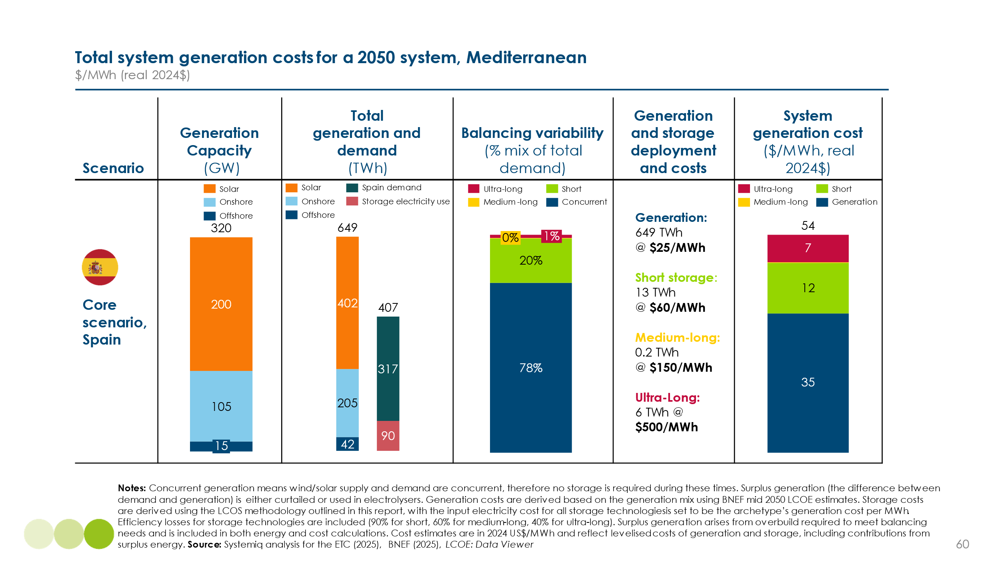 Total system generation costs for a 2050 system, Mediterranean
$/MWh (real 2024$)
Scenario
Generation
Capacity
(GW)
Total
generation and
demand
(TWh)
Balancing variability
(% mix of total
demand)
Generation
and storage
deployment
and costs
System
generation cost
($/MWh, real
2024$)
Core
scenario,
Spain
Solar
Onshore
Offshore
320
200
105
15
Solar
Onshore
Offshore
Spain demand
Storage electricity use
649
402
205
42
407
317
90
Ultra-long
Short
Medium-long
Concurrent
0%
1%
20%
78%
Generation:
649 TWh
@ $25/MWh
Short storage:
13 TWh
@ $60/MWh
Medium-long:
0.2 TWh
@ $150/MWh
Ultra-Long:
6 TWh @
$500/MWh
Ultra-long
Short
Medium-long
Generation
54
7
12
35
Notes: Concurrent generation means wind/solar supply and demand are concurrent, therefore no storage is required during these times. Surplus generation (the difference between
demand and generation) is either curtailed or used in electrolysers. Generation costs are derived based on the generation mix using BNEF mid 2050 LCOE estimates. Storage costs
are derived using the LCOS methodology outlined in this report, with the input electricity cost for all storage technologiesis set to be the archetype's generation cost per MWh.
Efficiency losses for storage technologies are included (90% for short, 60% for medium-long, 40% for ultra-long). Surplus generation arises from overbuild required to meet balancing
needs and is included in both energy and cost calculations. Cost estimates are in 2024 US$/MWh and reflect levelised costs of generation and storage, including contributions from
surplus energy. Source: Systemiq analysis for the ETC (2025), BNEF (2025), LCOE: Data Viewer
60